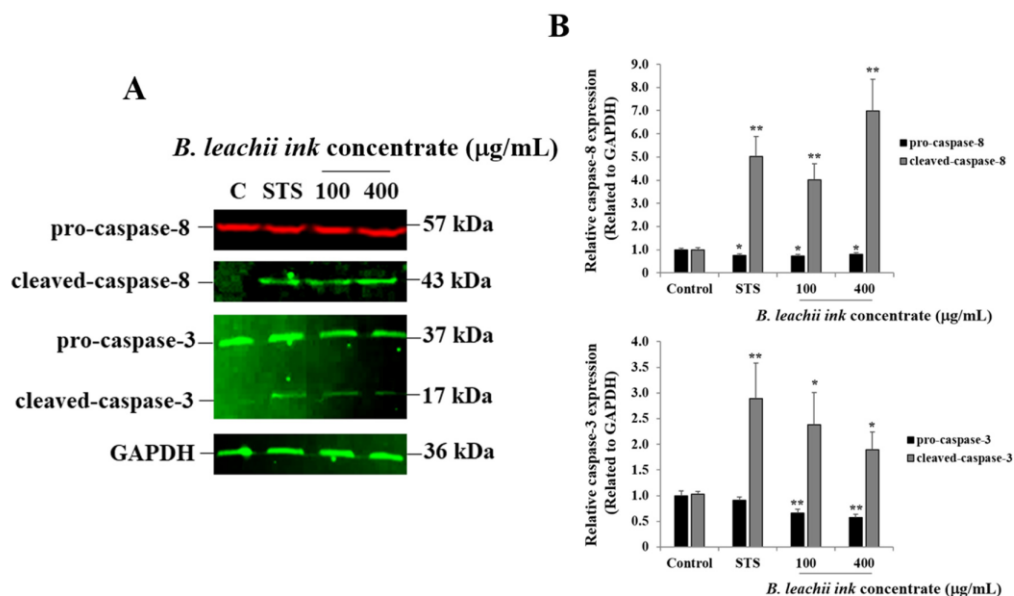 A
B. leachii ink concentrate (μg/mL)
C STS 100 400
pro-caspase-8 57 kDa
cleaved-caspase-8 43 kDa
pro-caspase-3 37 kDa
cleaved-caspase-3 17 kDa
GAPDH 36 kDa
B
Relative caspase-8 expression
(Related to GAPDH)
9.0
8.0
7.0
6.0
5.0
4.0
3.0
2.0
1.0
0.0
* ** * ** * **
pro-caspase-8
cleaved-caspase-8
Control STS 100 400
B. leachii ink concentrate (μg/mL)
Relative caspase-3 expression
(Related to GAPDH)
4.0
3.5
3.0
2.5
2.0
1.5
1.0
0.5
0.0
** ** * ** *
pro-caspase-3
cleaved-caspase-3
Control STS 100 400
B. leachii ink concentrate (μg/mL)